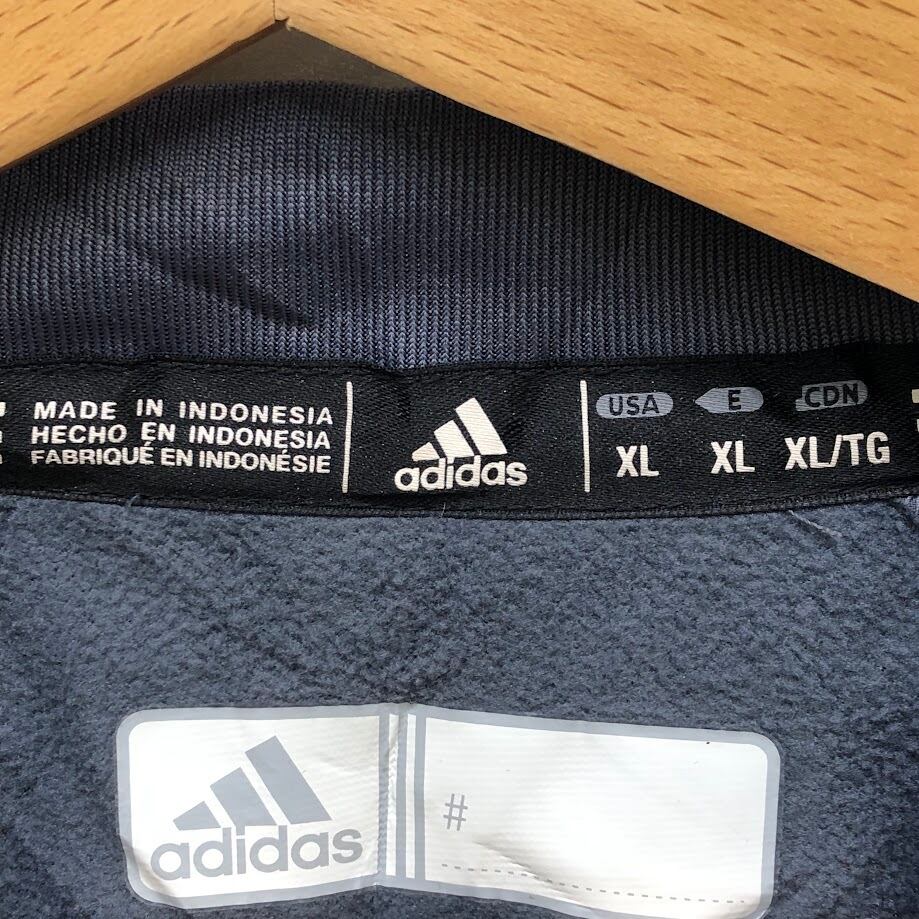 MADE IN INDONESIA
HECHO EN INDONESIA
FABRIQUÉ EN INDONÉSIE
adidas
USA E CDN
XL XL XL/TG
adidas
#